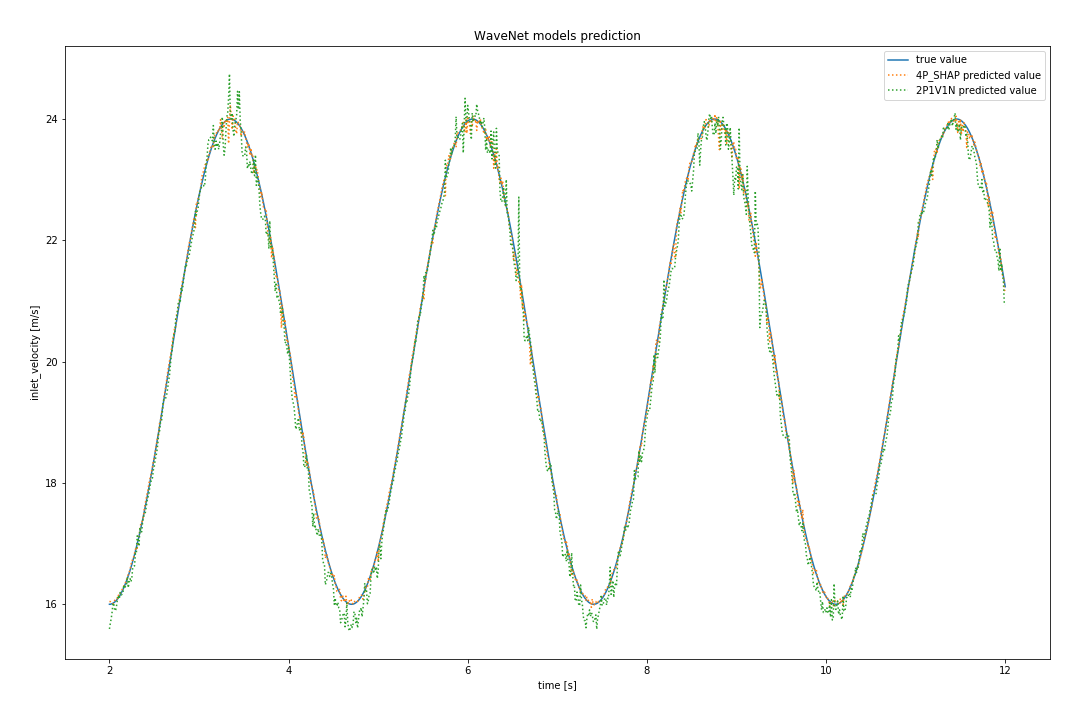 WaveNet models prediction
true value
4P_SHAP predicted value
2P1V1N predicted value
24
22
20
18
16
inlet_velocity [m/s]
2 4 6 8 10 12
time [s]